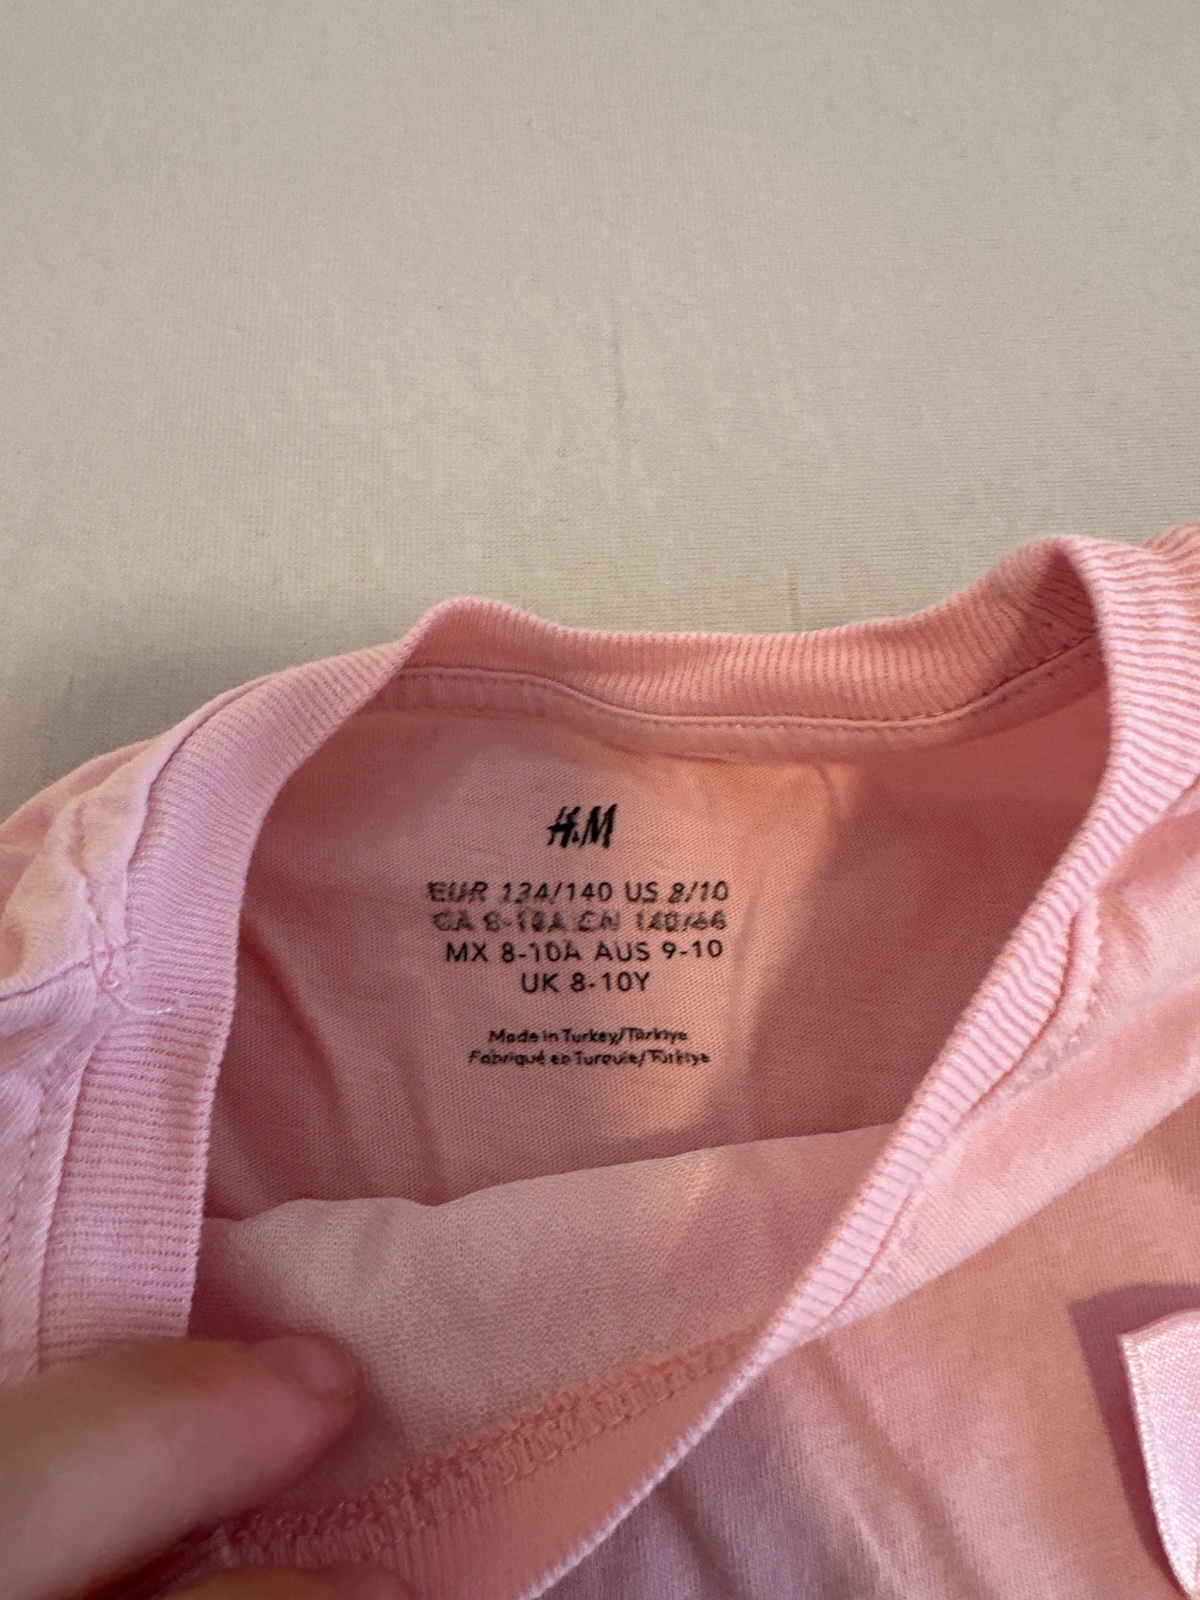 H&M
EUR 134/140 US 8/10
CA 8-10A CN 140/66
MX 8-10A AUS 9-10
UK 8-10Y
Made in Turkey/Türkiye
Fabriqué en Turquie/Türkiye